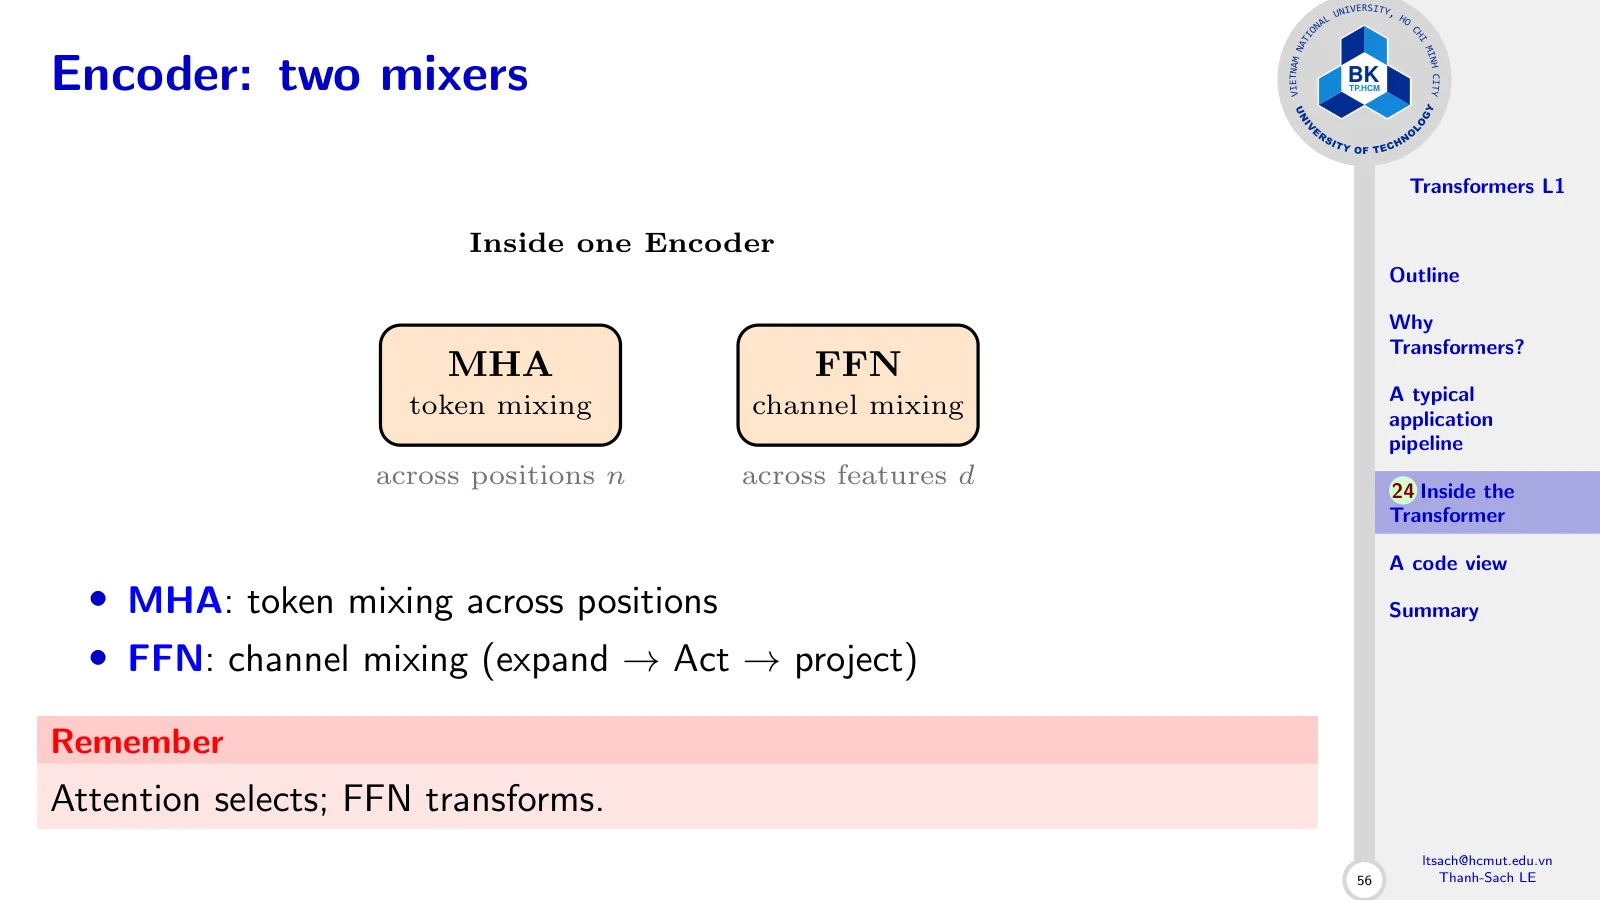 Encoder: two mixers
Inside one Encoder
MHA
token mixing
across positions n
FFN
channel mixing
across features d
• MHA: token mixing across positions
• FFN: channel mixing (expand → Act → project)
Remember
Attention selects; FFN transforms.
VIETNAM NATIONAL UNIVERSITY, HO CHI MINH CITY
BK
TP.HCM
UNIVERSITY OF TECHNOLOGY
Transformers L1
Outline
Why
Transformers?
A typical
application
pipeline
24 Inside the
Transformer
A code view
Summary
ltsach@hcmut.edu.vn
Thanh-Sach LE
56